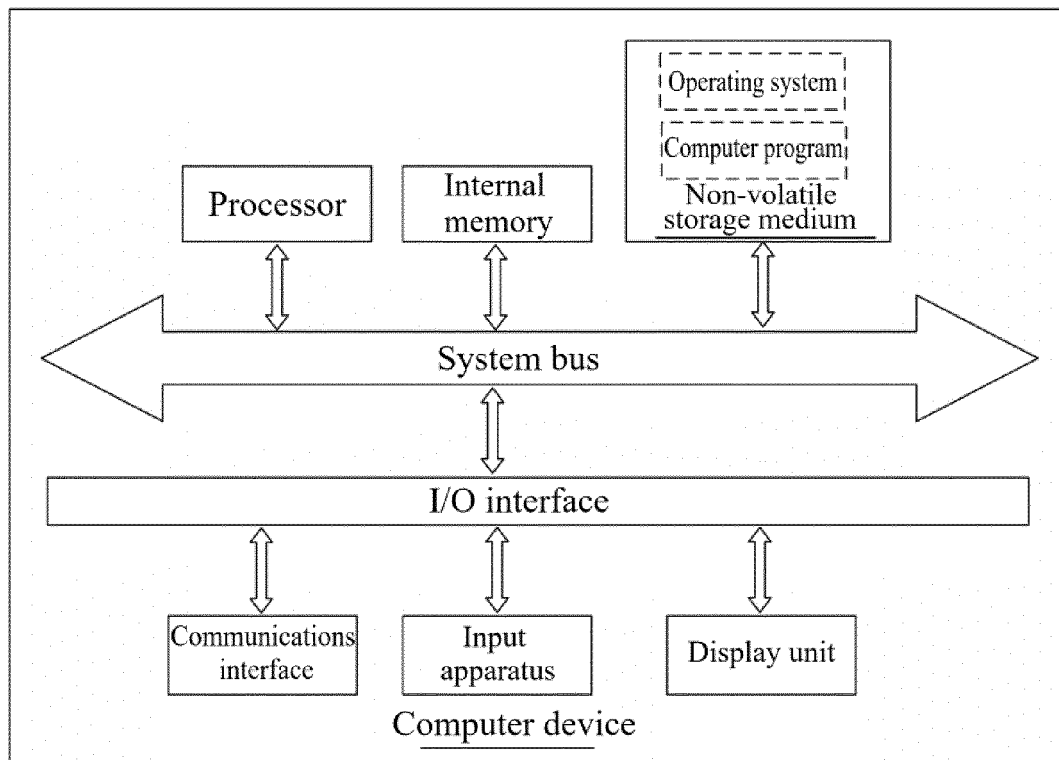 Operating system
Computer program
Non-volatile
storage medium
Processor
Internal
memory
System bus
I/O interface
Communications
interface
Input
apparatus
Display unit
Computer device